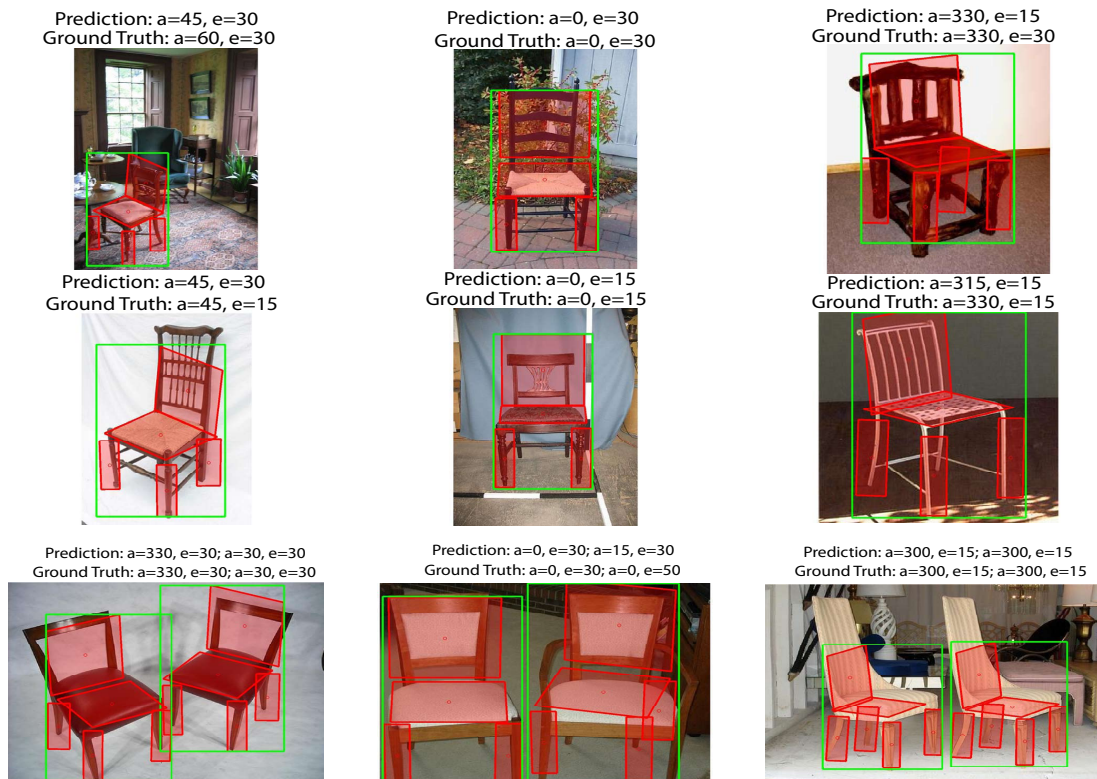 Prediction: a=45, e=30
Ground Truth: a=60, e=30
Prediction: a=0, e=30
Ground Truth: a=0, e=30
Prediction: a=330, e=15
Ground Truth: a=330, e=30
Prediction: a=45, e=30
Ground Truth: a=45, e=15
Prediction: a=0, e=15
Ground Truth: a=0, e=15
Prediction: a=315, e=15
Ground Truth: a=330, e=15
Prediction: a=330, e=30; a=30, e=30
Ground Truth: a=330, e=30; a=30, e=30
Prediction: a=0, e=30; a=15, e=30
Ground Truth: a=0, e=30; a=0, e=50
Prediction: a=300, e=15; a=300, e=15
Ground Truth: a=300, e=15; a=300, e=15